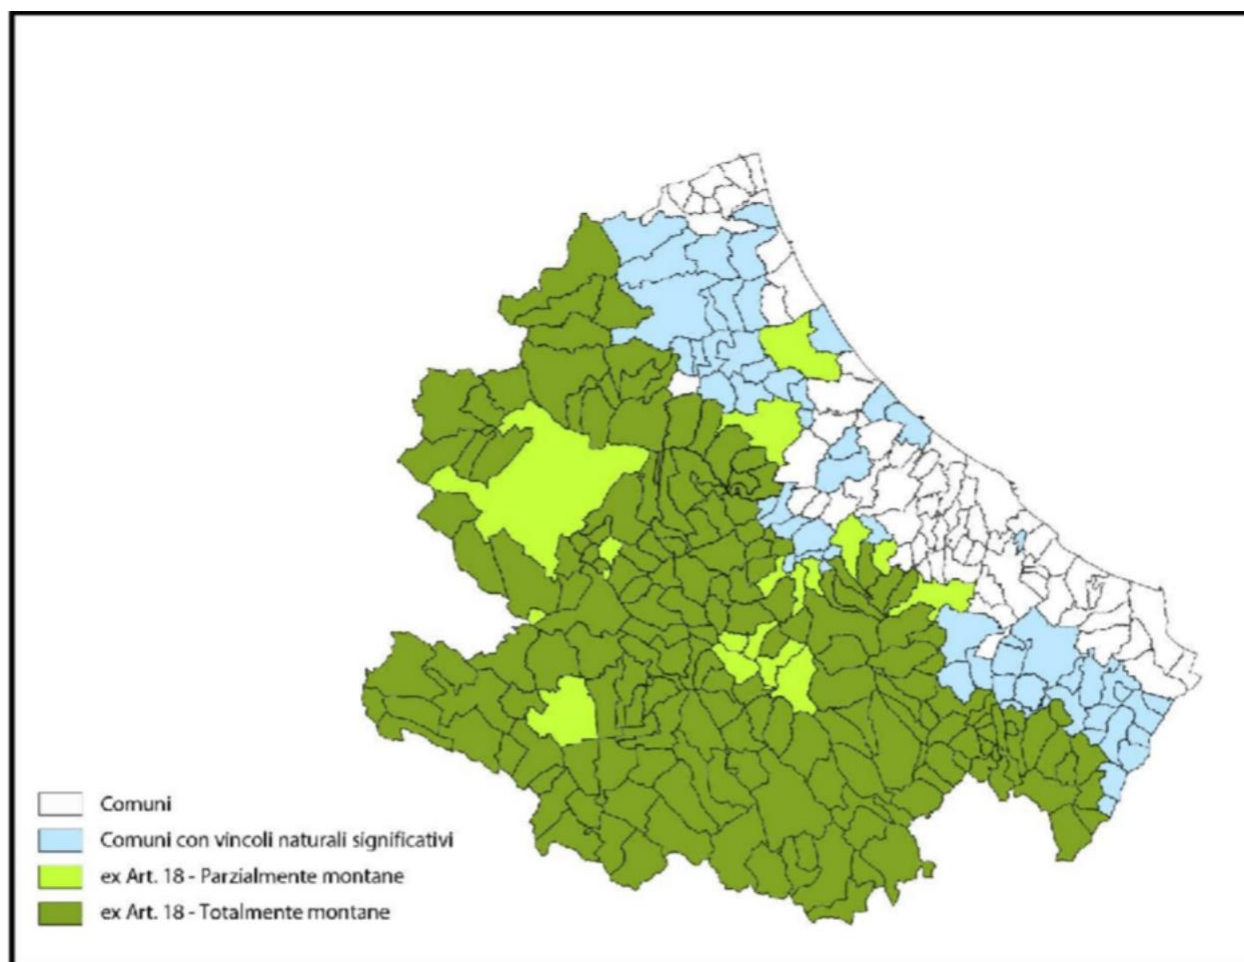 Comuni
Comuni con vincoli naturali significativi
ex Art. 18 - Parzialmente montane
ex Art. 18 - Totalmente montane